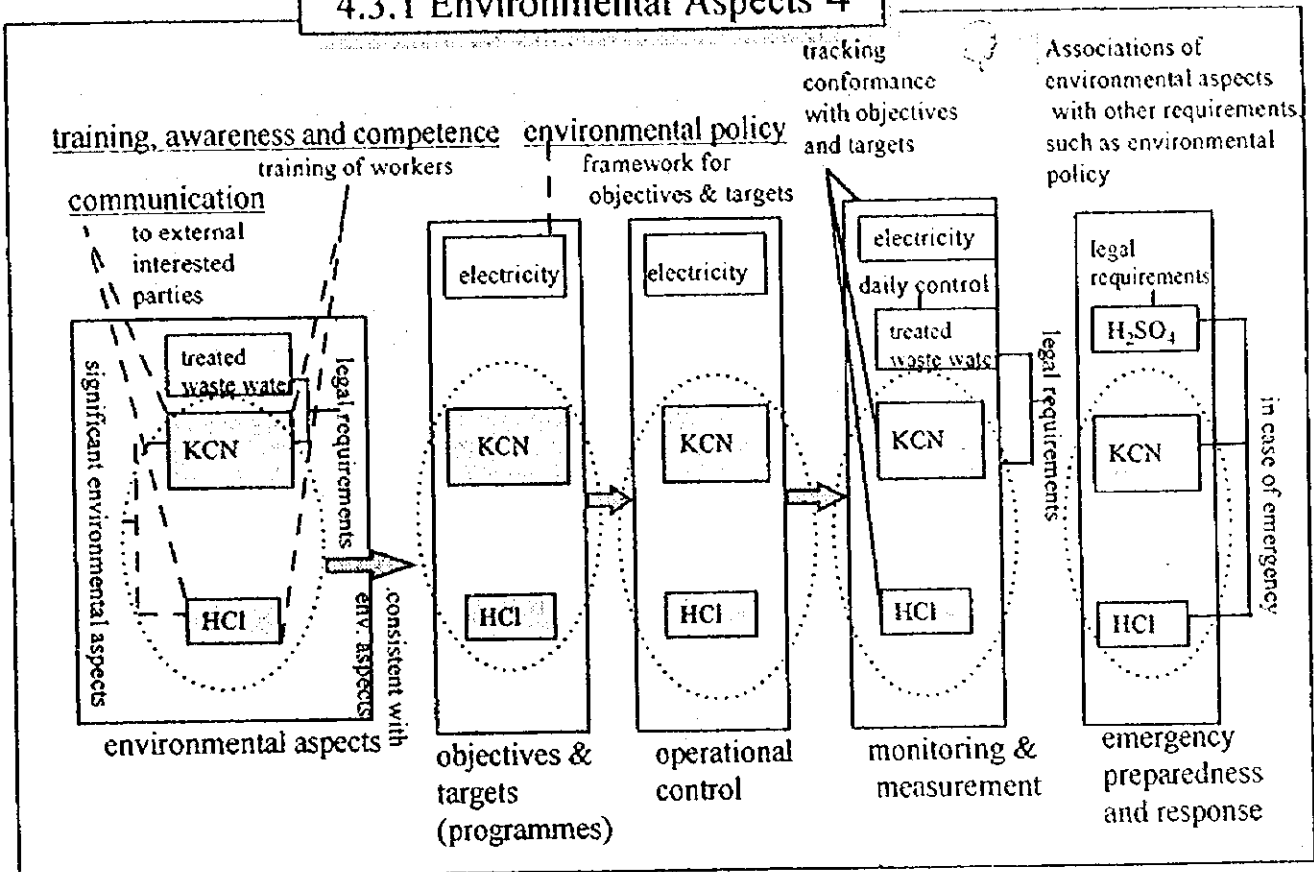 4.3.1 Environmental Aspects 4
tracking
conformance
with objectives
and targets
Associations of
environmental aspects
with other requirements,
such as environmental
policy
training, awareness and competence
training of workers
environmental policy
framework for
objectives & targets
communication
to external
interested
parties
significant environmental aspects
treated
waste water
KCN
HCl
legal requirements
environmental aspects
consistent with
env. aspects
electricity
KCN
HCl
objectives &
targets
(programmes)
electricity
KCN
HCl
operational
control
electricity
daily control
treated
waste wate
KCN
HCl
legal requirements
monitoring &
measurement
legal
requirements
H₂SO₄
KCN
HCl
in case of emergency
emergency
preparedness
and response